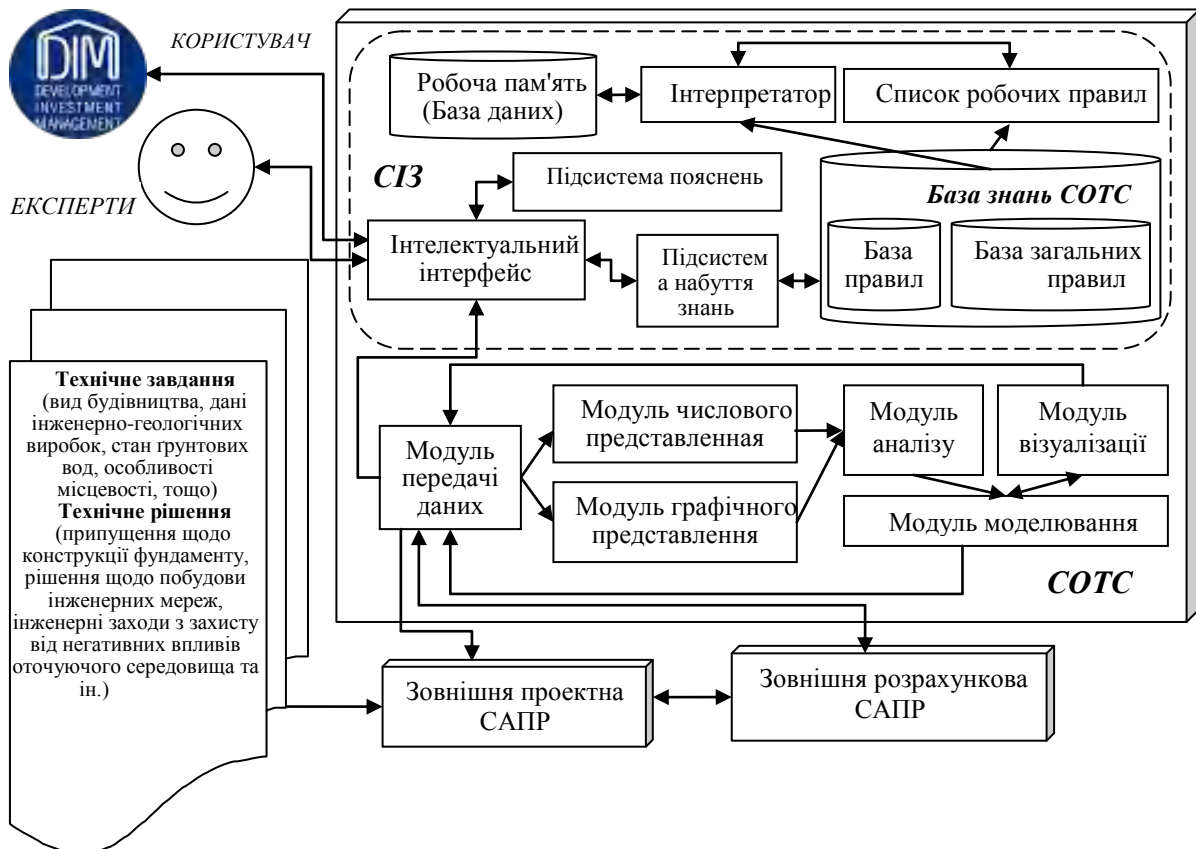 DIM
DEVELOPMENT
INVESTMENT
MANAGEMENT
КОРИСТУВАЧ
ЕКСПЕРТИ
Робоча пам'ять
(База даних)
Інтерпретатор
Список робочих правил
СІЗ
Підсистема пояснень
База знань СОТС
Інтелектуальний
інтерфейс
Підсистем
а набуття
знань
База
правил
База загальних
правил
Технічне завдання
(вид будівництва, дані
інженерно-геологічних
виробок, стан ґрунтових
вод, особливості
місцевості, тощо)
Технічне рішення
(припущення щодо
конструкції фундаменту,
рішення щодо побудови
інженерних мереж,
інженерні заходи з захисту
від негативних впливів
оточуючого середовища та
ін.)
Модуль
передачі
даних
Модуль числового
представленная
Модуль графічного
представлення
Модуль
аналізу
Модуль
візуалізації
Модуль моделювання
СОТС
Зовнішня проектна
САПР
Зовнішня розрахункова
САПР